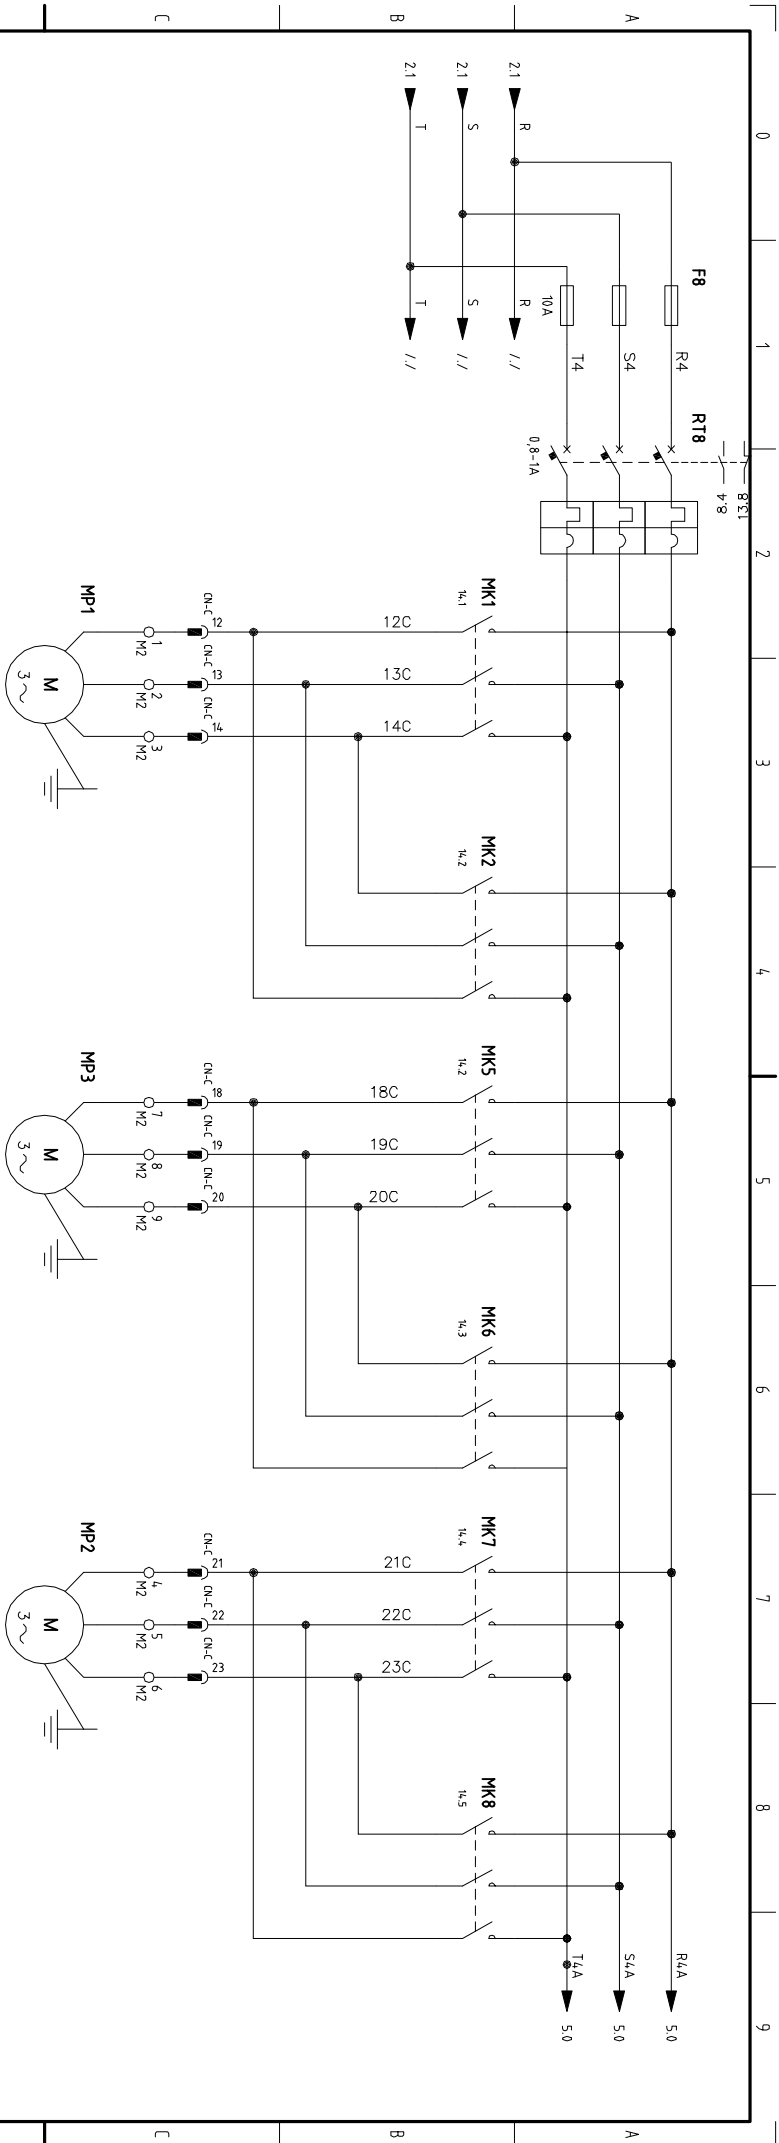 0 1 2 3 4 5 6 7 8 9
A
B
C
A
B
C
2.1 R R /./
2.1 S S /./
2.1 T T /./
F8
10A
R4
S4
T4
RT8
0,8-1A
13.8
8.4
R4A 5.0
S4A 5.0
T4A 5.0
MK1
14.1
MK2
14.2
MK5
14.2
MK6
14.3
MK7
14.4
MK8
14.5
12C
13C
14C
18C
19C
20C
21C
22C
23C
CN-C 12
CN-C 13
CN-C 14
CN-C 18
CN-C 19
CN-C 20
CN-C 21
CN-C 22
CN-C 23
1 M2
2 M2
3 M2
7 M2
8 M2
9 M2
4 M2
5 M2
6 M2
MP1
M
3~
MP3
M
3~
MP2
M
3~